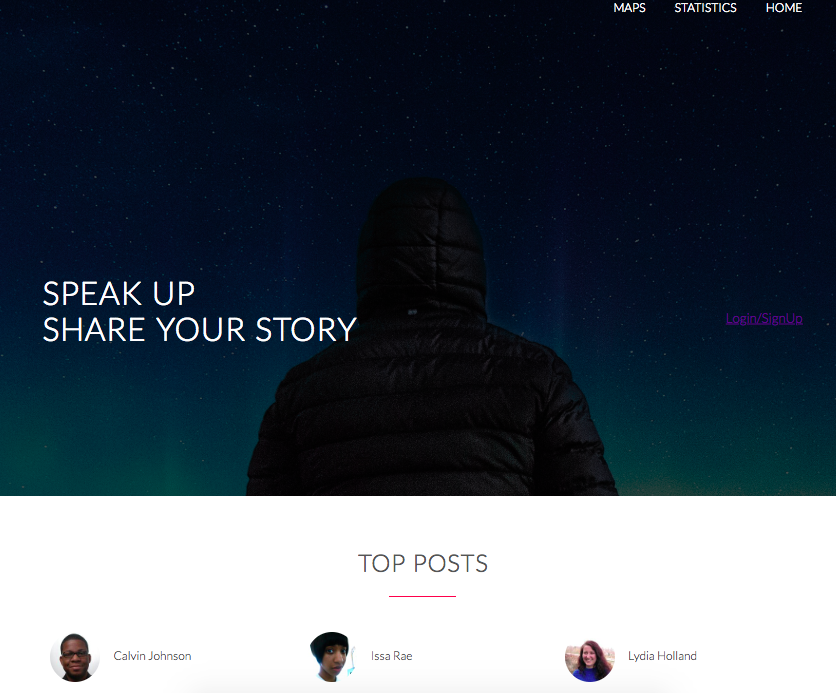 MAPS STATISTICS HOME
SPEAK UP
SHARE YOUR STORY
Login/SignUp
TOP POSTS
Calvin Johnson Issa Rae Lydia Holland